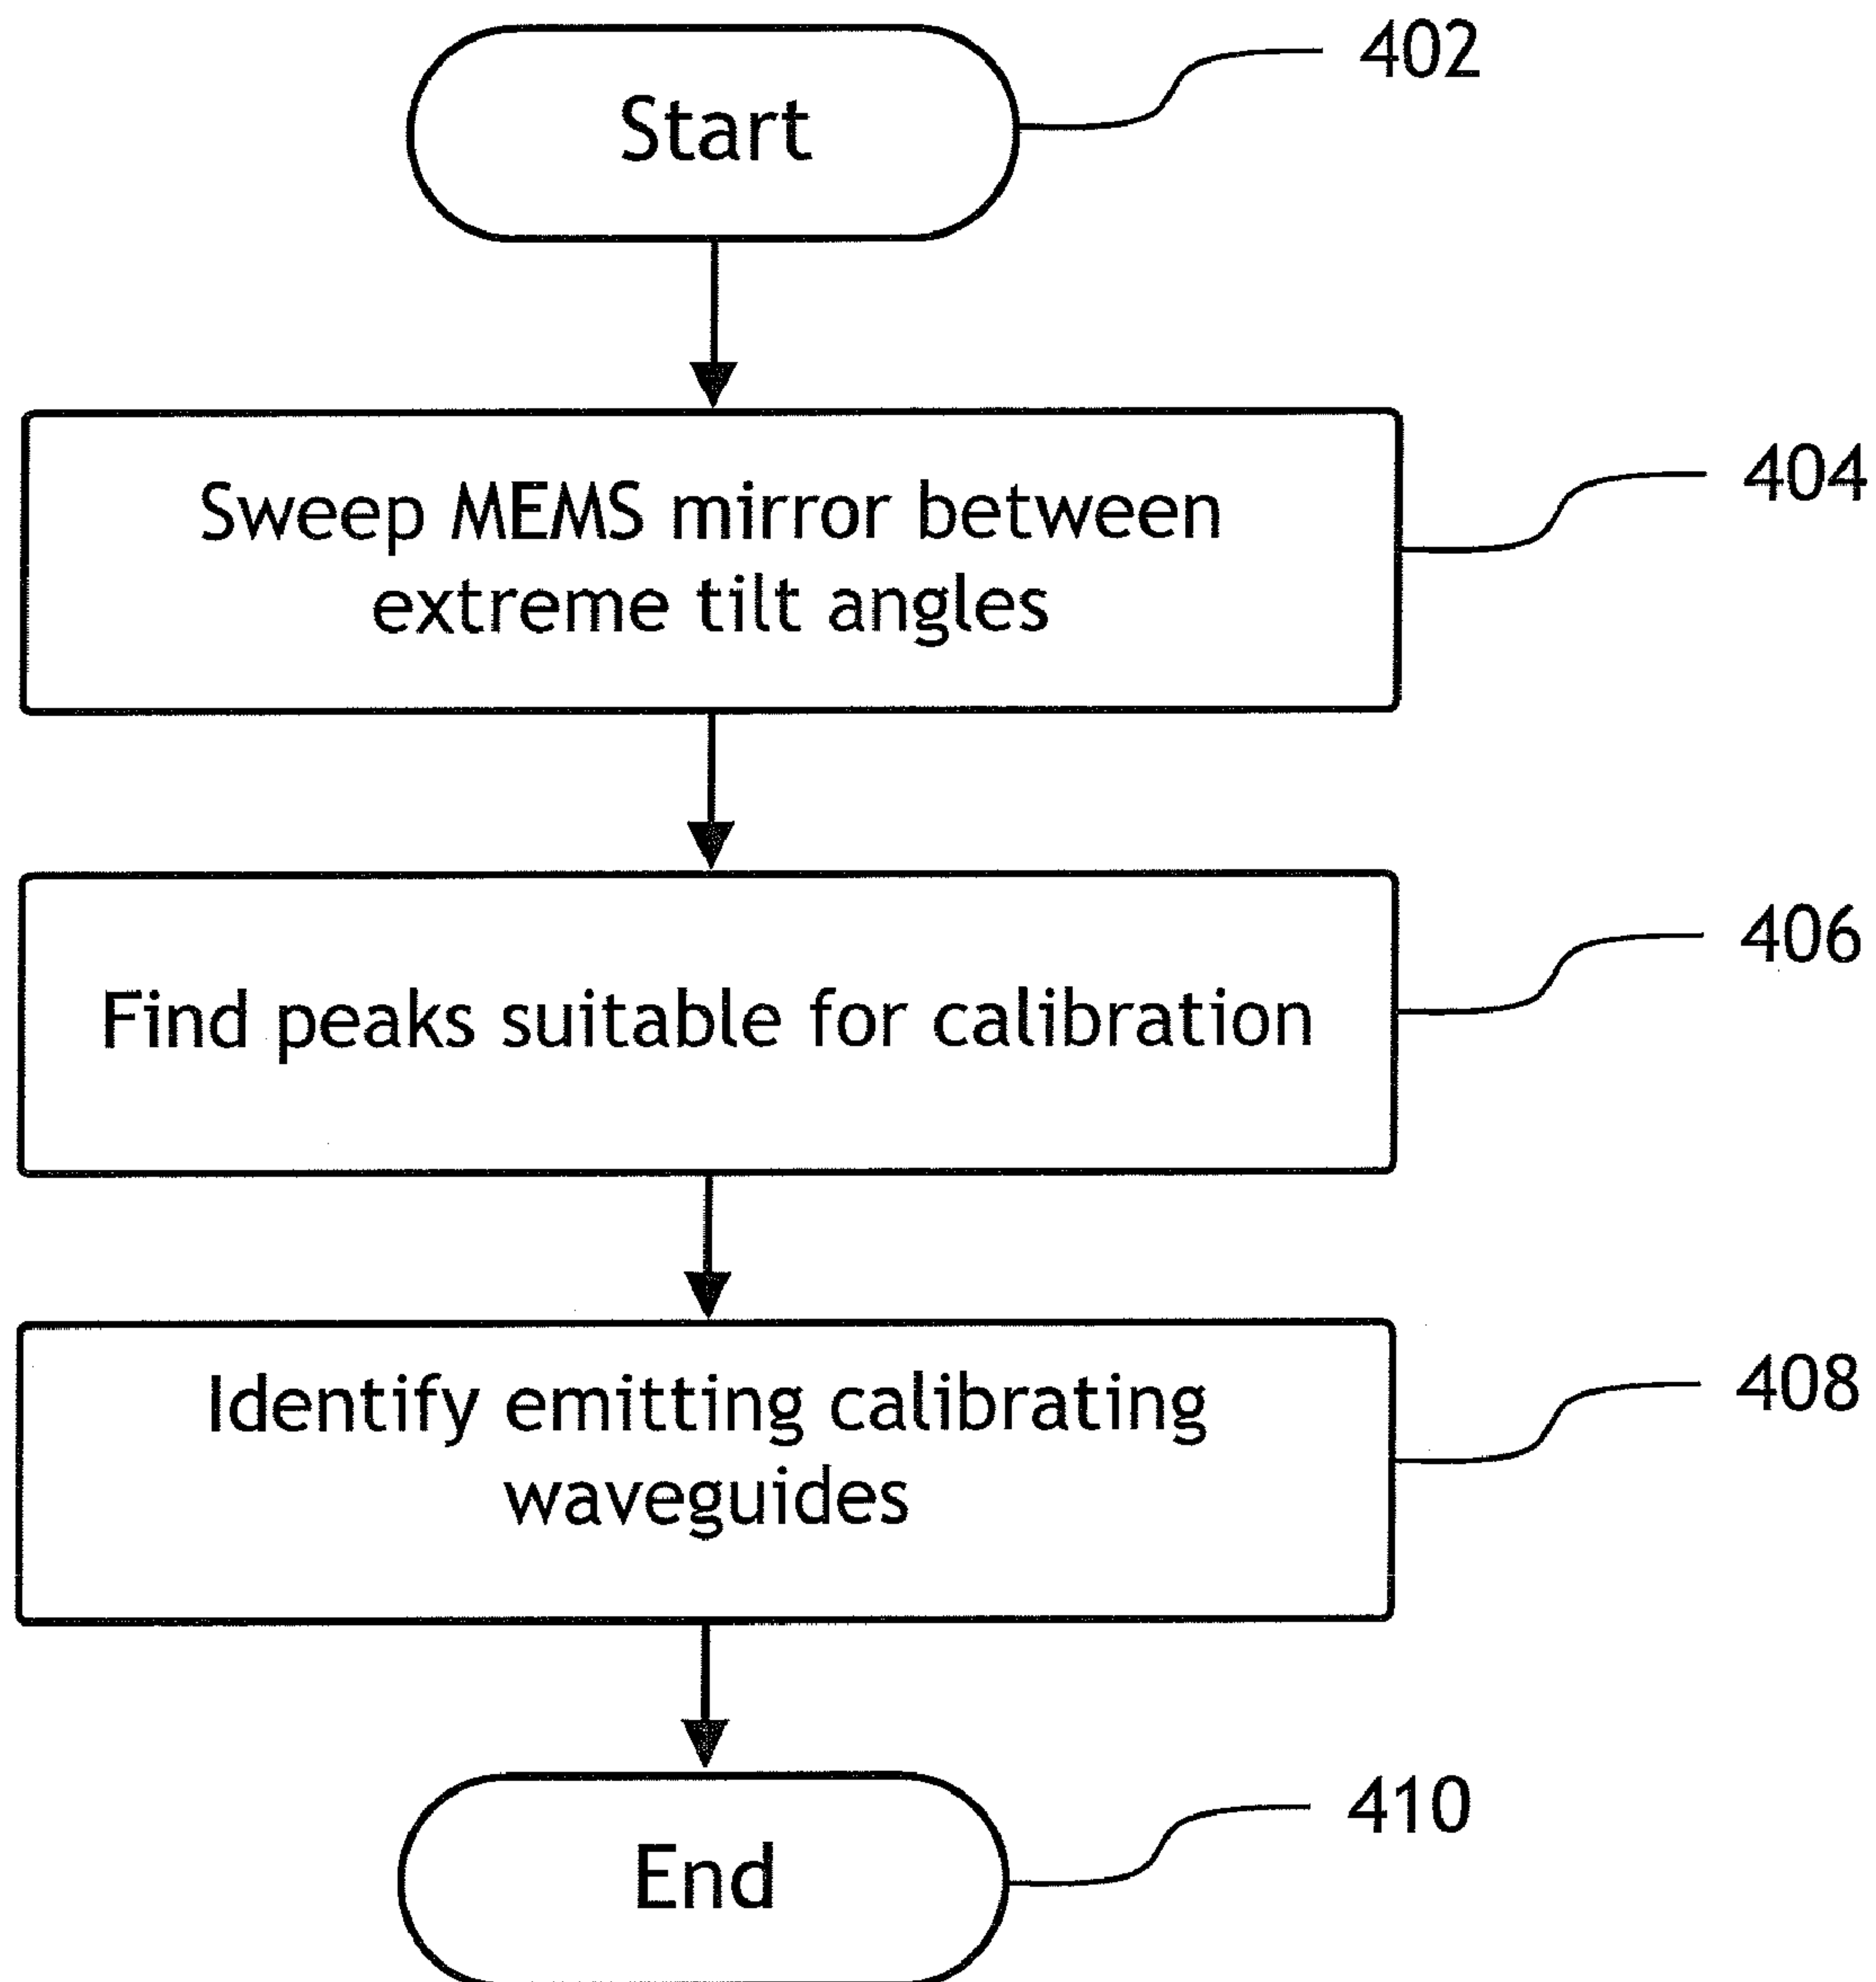 Start
402
Sweep MEMS mirror between
extreme tilt angles
404
Find peaks suitable for calibration
406
Identify emitting calibrating
waveguides
408
End
410